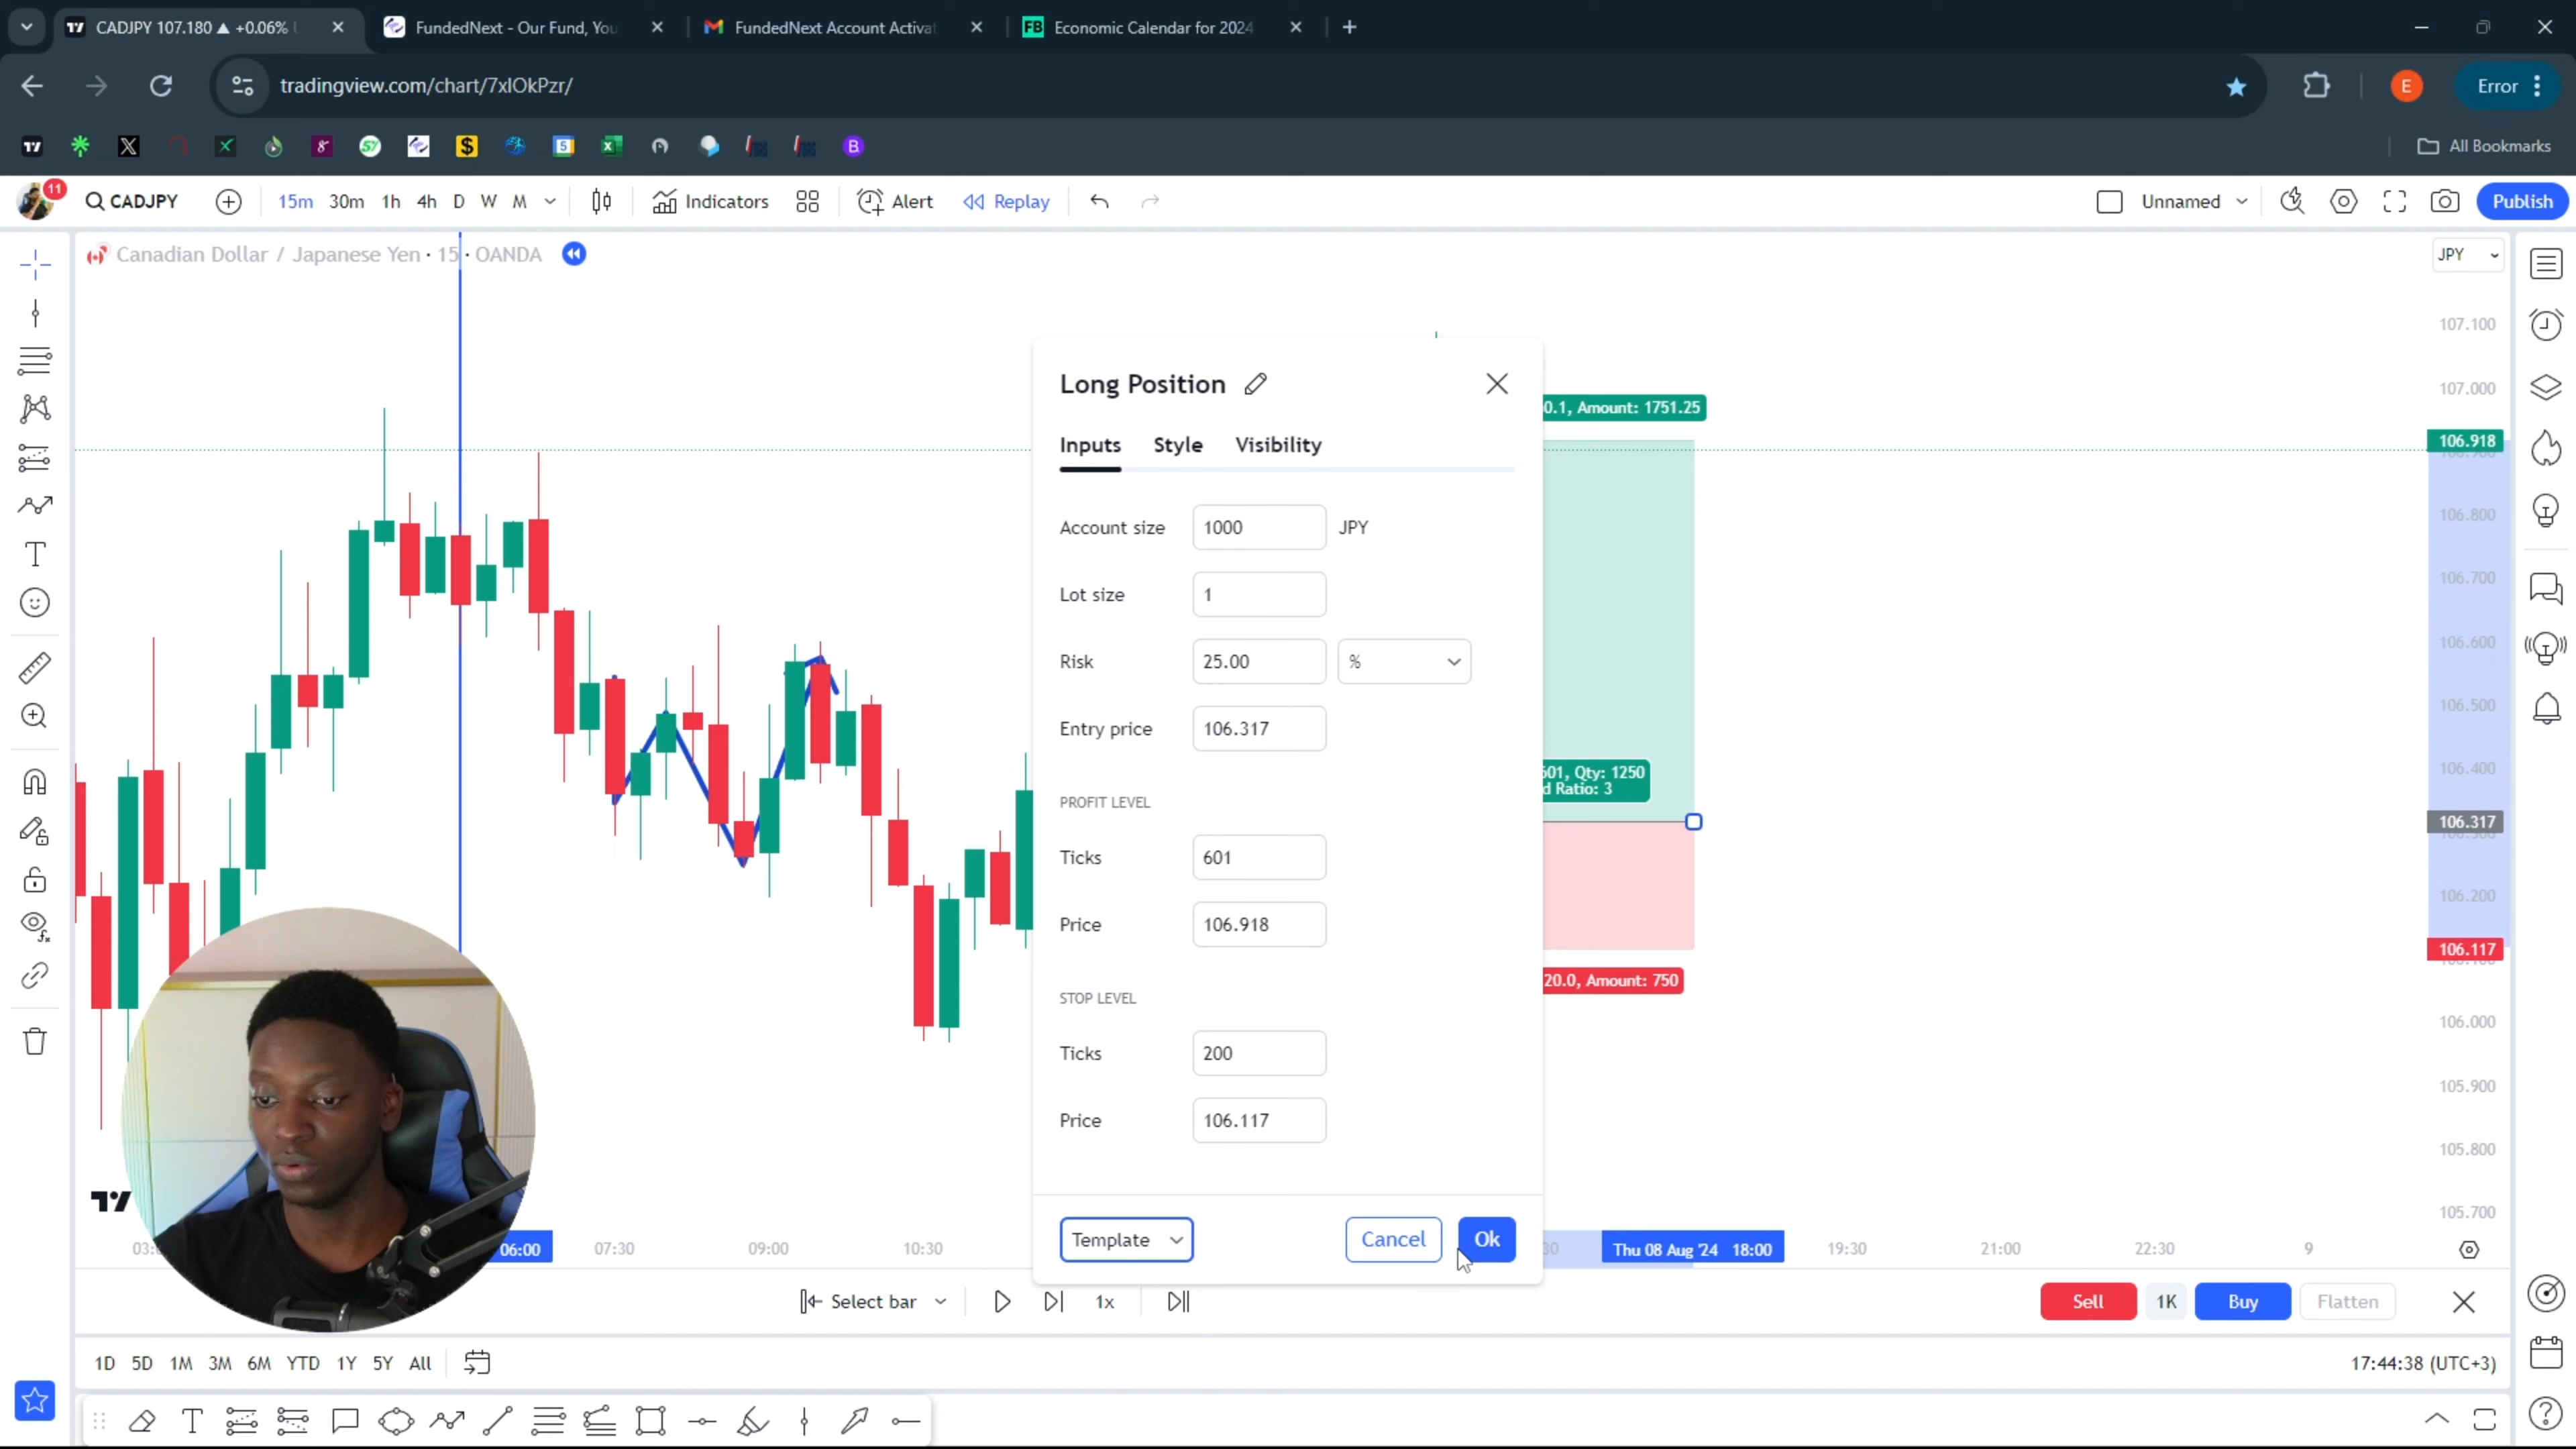 CADJPY 107.180 ▲ +0.06%
FundedNext - Our Fund, You
FundedNext Account Activat
Economic Calendar for 2024
tradingview.com/chart/7xlOkPzr/
E
Error
All Bookmarks
11
CADJPY
15m 30m 1h 4h D W M
Indicators
Alert
Replay
Unnamed
Publish
Canadian Dollar / Japanese Yen · 15 · OANDA
JPY
107.100
107.000
106.918
106.800
106.700
106.600
106.500
106.400
106.317
106.200
106.117
106.000
105.900
105.800
105.700
Long Position
Inputs Style Visibility
Account size 1000 JPY
Lot size 1
Risk 25.00 %
Entry price 106.317
PROFIT LEVEL
Ticks 601
Price 106.918
STOP LEVEL
Ticks 200
Price 106.117
Template Cancel Ok
0.1, Amount: 1751.25
601, Qty: 1250
d Ratio: 3
20.0, Amount: 750
06:00 07:30 09:00 10:30 Thu 08 Aug '24 18:00 19:30 21:00 22:30 9
Select bar 1x
Sell 1K Buy Flatten
1D 5D 1M 3M 6M YTD 1Y 5Y All
17:44:38 (UTC+3)